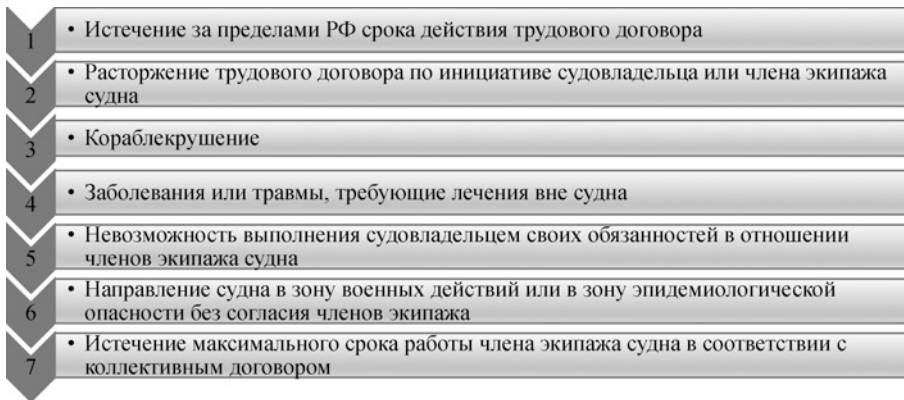 1
• Истечение за пределами РФ срока действия трудового договора
2
• Расторжение трудового договора по инициативе судовладельца или члена экипажа
судна
3
• Кораблекрушение
4
• Заболевания или травмы, требующие лечения вне судна
5
• Невозможность выполнения судовладельцем своих обязанностей в отношении
членов экипажа судна
6
• Направление судна в зону военных действий или в зону эпидемиологической
опасности без согласия членов экипажа
7
• Истечение максимального срока работы члена экипажа судна в соответствии с
коллективным договором